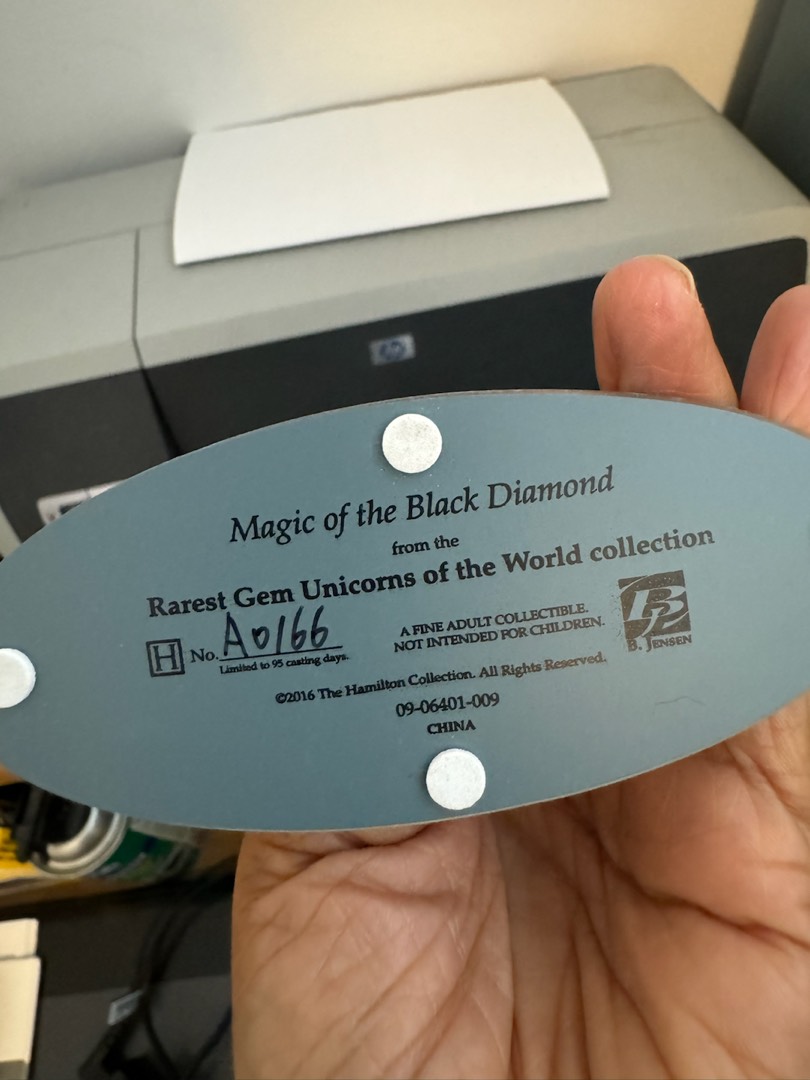 hp
Magic of the Black Diamond
from the
Rarest Gem Unicorns of the World collection
H No. A0166
Limited to 95 casting days.
A FINE ADULT COLLECTIBLE.
NOT INTENDED FOR CHILDREN.
B. JENSEN
©2016 The Hamilton Collection. All Rights Reserved.
09-06401-009
CHINA